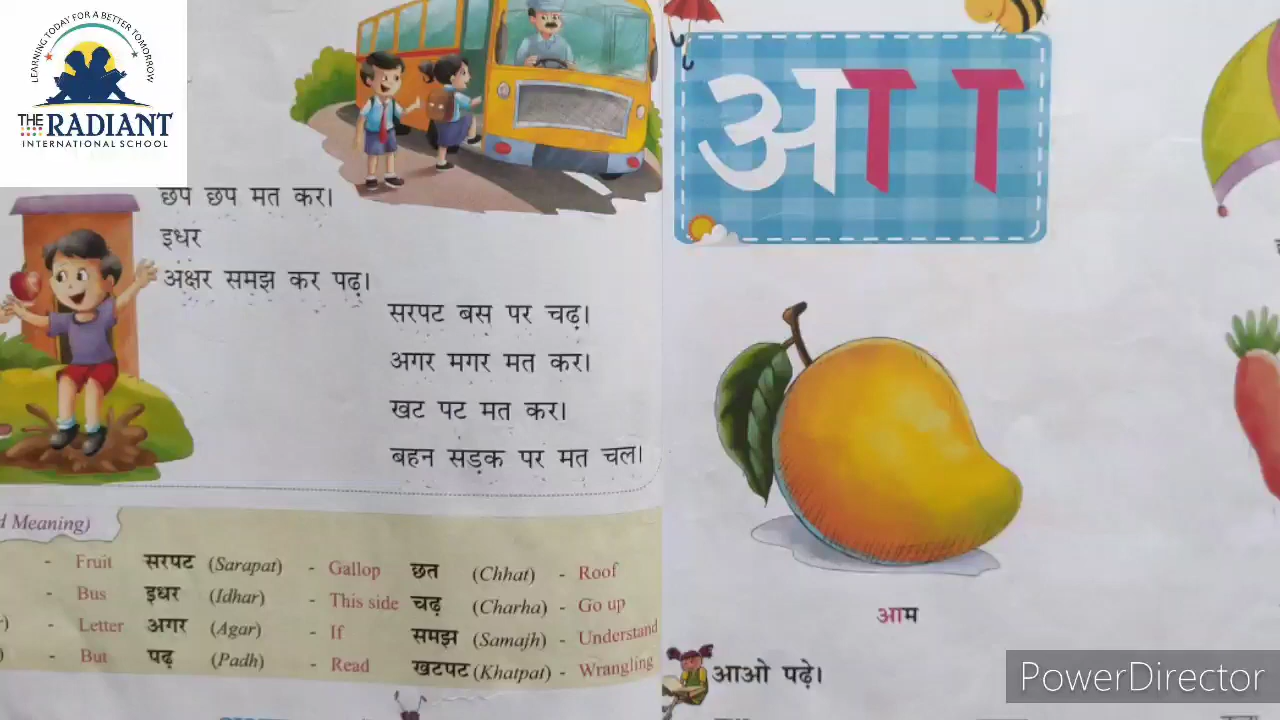 LEARNING TODAY FOR A BETTER TOMORROW
THE RADIANT
INTERNATIONAL SCHOOL
छप छप मत कर।
इधर
अक्षर समझ कर पढ़।
सरपट बस पर चढ़।
अगर मगर मत कर।
खट पट मत कर।
बहन सड़क पर मत चल।
Meaning)
- Fruit सरपट (Sarapat) - Gallop छत (Chhat) - Roof
- Bus इधर (Idhar) - This side चढ़ (Charha) - Go up
- Letter अगर (Agar) - If समझ (Samajh) - Understand
- But पढ़ (Padh) - Read खटपट (Khatpat) - Wrangling
आ ा
आम
आओ पढ़े।
PowerDirector